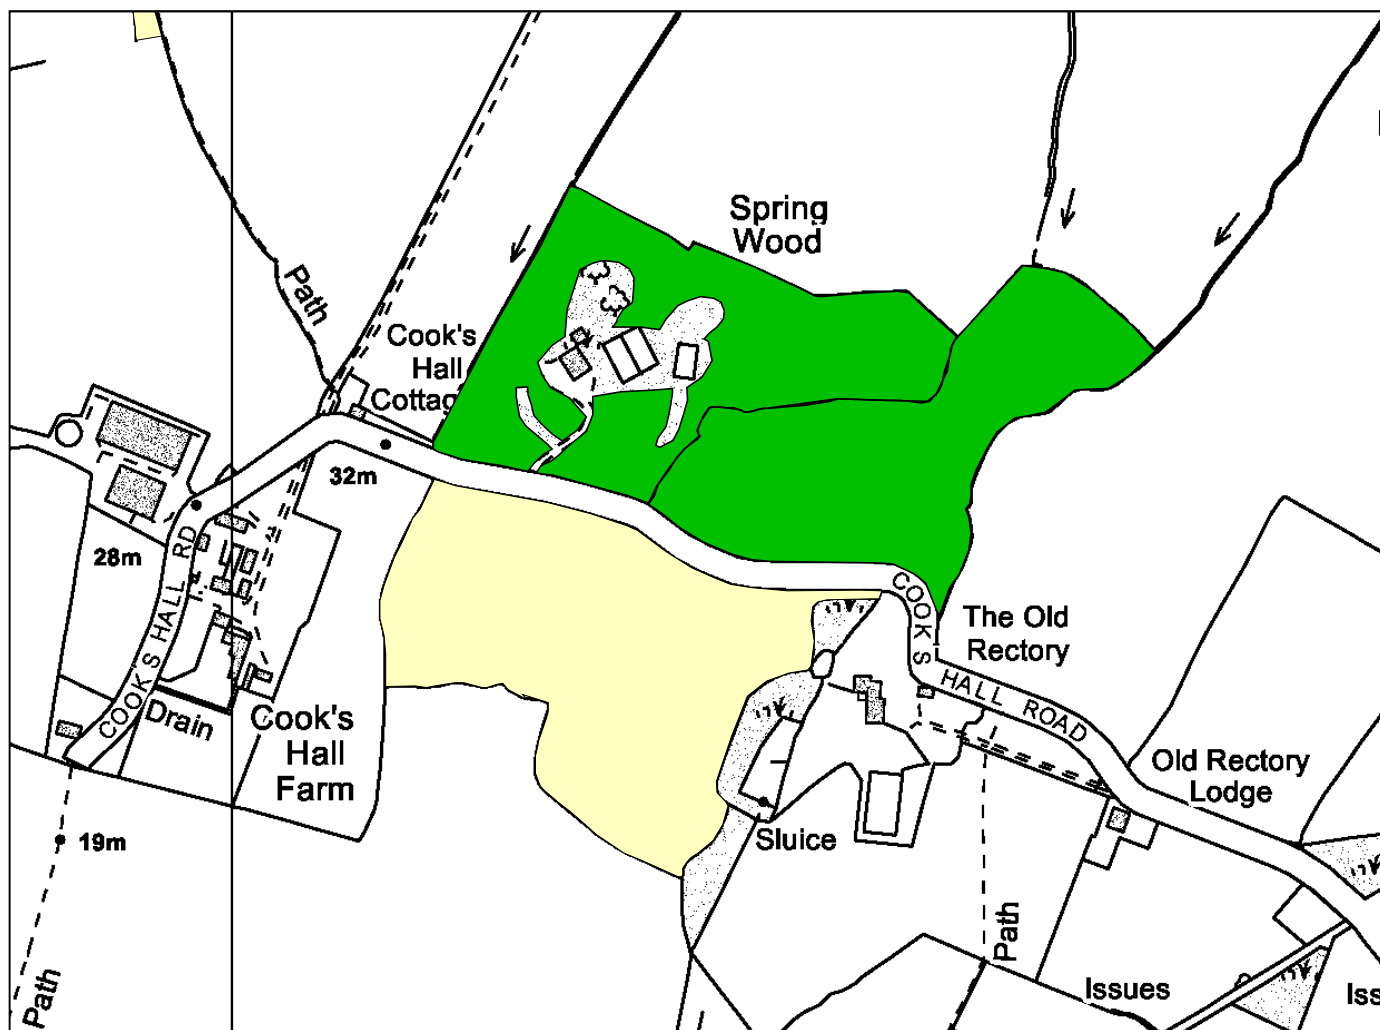 Spring
Wood
Path
Cook's
Hall
Cottag
32m
28m
COOK'S HALL RD
The Old
Rectory
COOK'S HALL ROAD
Drain
Cook's
Hall
Farm
Old Rectory
Lodge
19m
Sluice
Path
Path
Issues
Iss